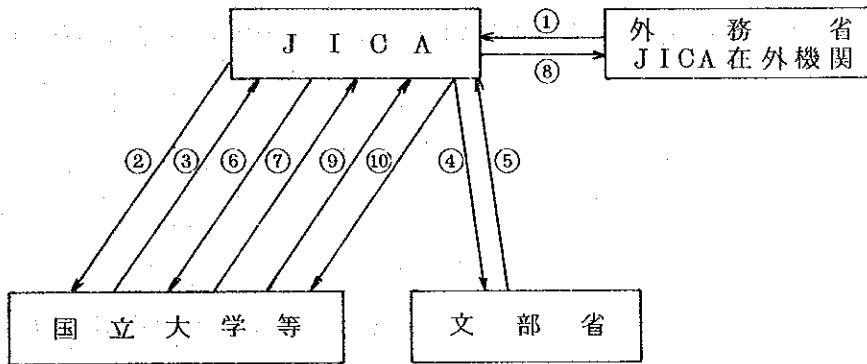 JICA
①
外務省
JICA在外機関
⑧
②
③
⑥
⑦
⑨
⑩
④
⑤
国立大学等
文部省